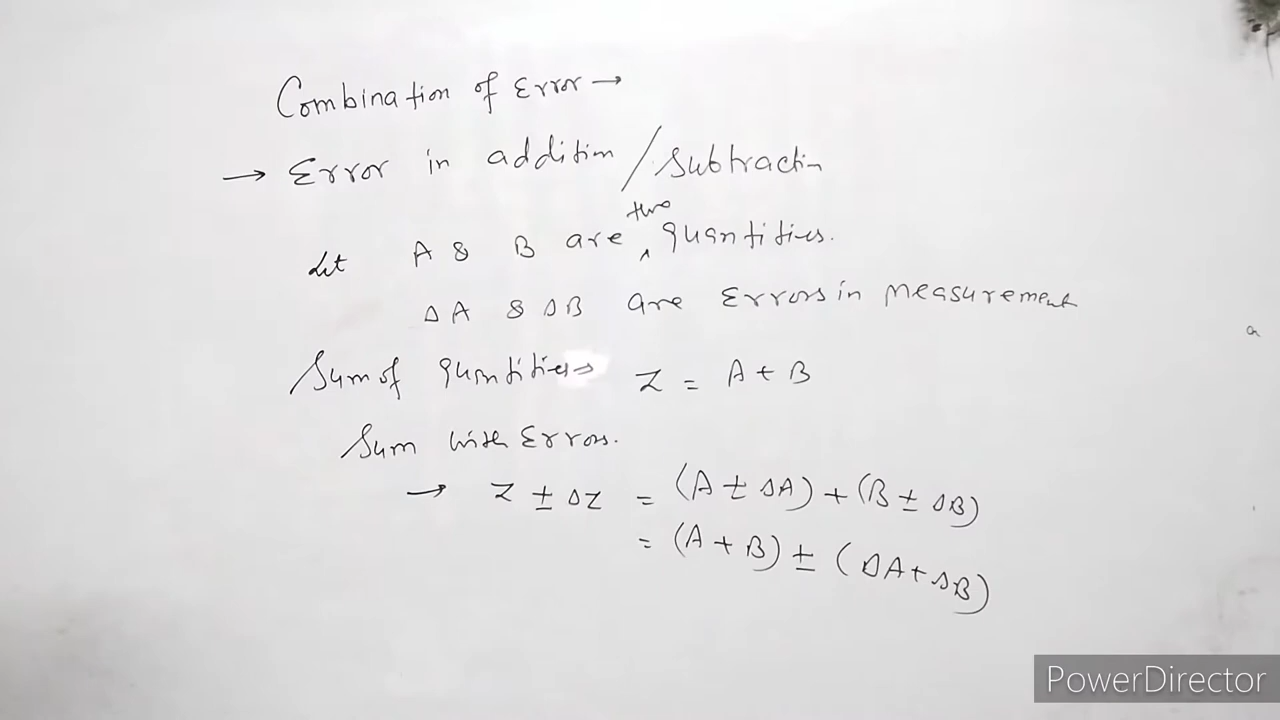 Combination of Error →
→ Error in addition / Subtraction
Let A & B are two quantities.
ΔA & ΔB are Errors in measurement
Sum of quantities Z = A + B
Sum with Errors.
→ Z ± ΔZ = (A ± ΔA) + (B ± ΔB)
= (A + B) ± (ΔA + ΔB)
PowerDirector